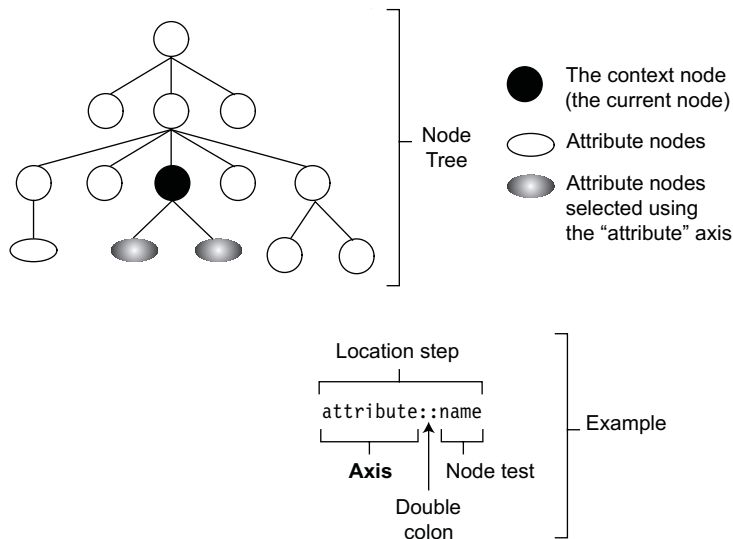 The context node
(the current node)
Node
Tree
Attribute nodes
Attribute nodes
selected using
the “attribute” axis
Location step
attribute::name
Example
Axis
Node test
Double
colon